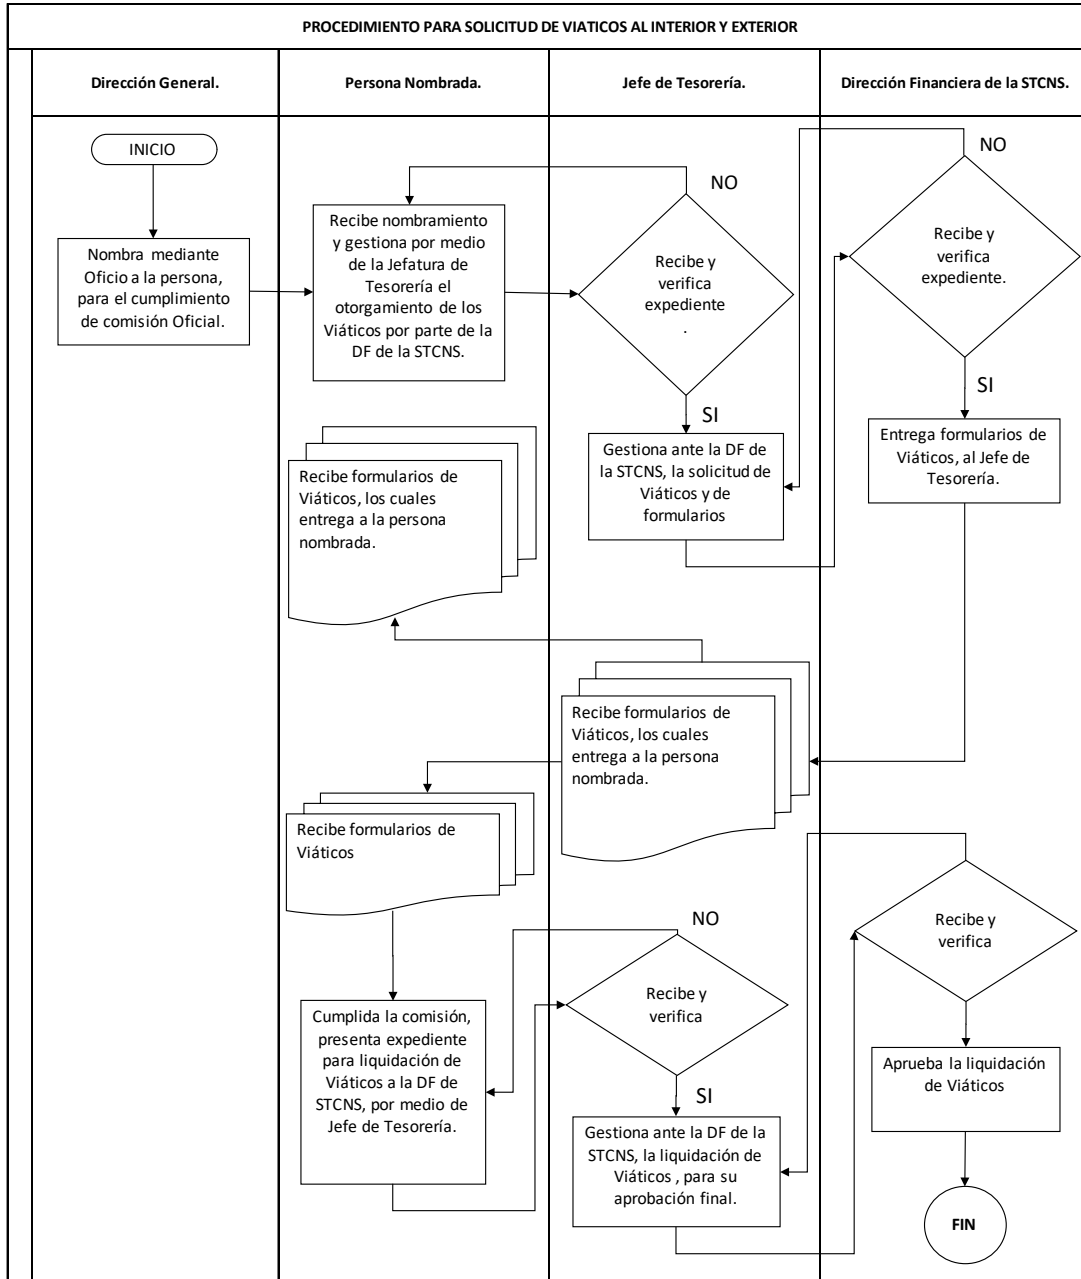 PROCEDIMIENTO PARA SOLICITUD DE VIATICOS AL INTERIOR Y EXTERIOR
Dirección General.
Persona Nombrada.
Jefe de Tesorería.
Dirección Financiera de la STCNS.
INICIO
Nombra mediante
Oficio a la persona,
para el cumplimiento
de comisión Oficial.
Recibe nombramiento
y gestiona por medio
de la Jefatura de
Tesorería el
otorgamiento de los
Viáticos por parte de la
DF de la STCNS.
NO
Recibe y
verifica
expediente
.
SI
Gestiona ante la DF de
la STCNS, la solicitud de
Viáticos y de
formularios
NO
Recibe y
verifica
expediente.
SI
Entrega formularios de
Viáticos, al Jefe de
Tesorería.
Recibe formularios de
Viáticos, los cuales
entrega a la persona
nombrada.
Recibe formularios de
Viáticos, los cuales
entrega a la persona
nombrada.
Recibe formularios de
Viáticos
Cumplida la comisión,
presenta expediente
para liquidación de
Viáticos a la DF de
STCNS, por medio de
Jefe de Tesorería.
NO
Recibe y
verifica
SI
Gestiona ante la DF de la
STCNS, la liquidación de
Viáticos , para su
aprobación final.
Recibe y
verifica
Aprueba la liquidación
de Viáticos
FIN